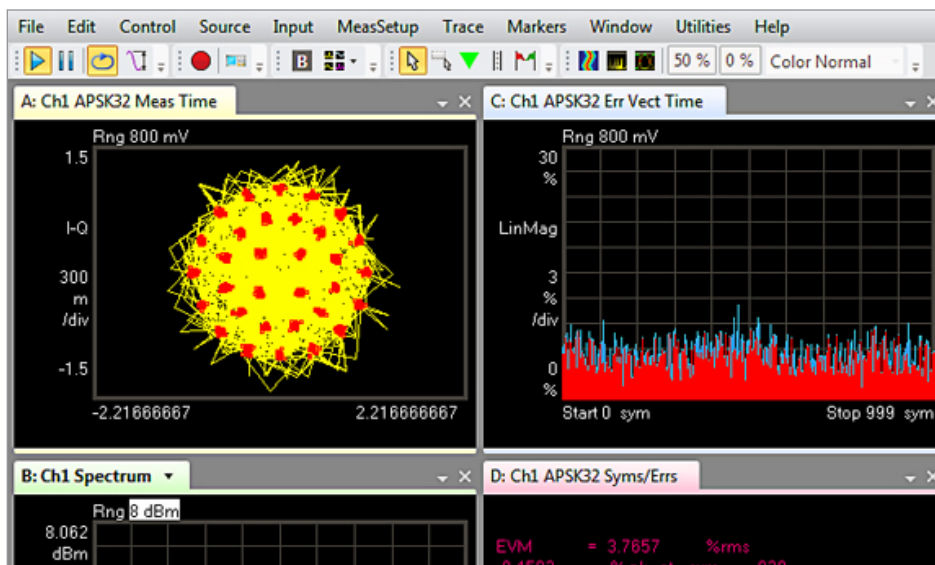 File Edit Control Source Input MeasSetup Trace Markers Window Utilities Help
B 50 % 0 % Color Normal
A: Ch1 APSK32 Meas Time
Rng 800 mV
1.5
I-Q
300
m
/div
-1.5
-2.21666667 2.216666667
C: Ch1 APSK32 Err Vect Time
Rng 800 mV
30
%
LinMag
3
%
/div
0
%
Start 0 sym Stop 999 sym
B: Ch1 Spectrum
Rng 8 dBm
8.062
dBm
D: Ch1 APSK32 Syms/Errs
EVM = 3.7657 %rms